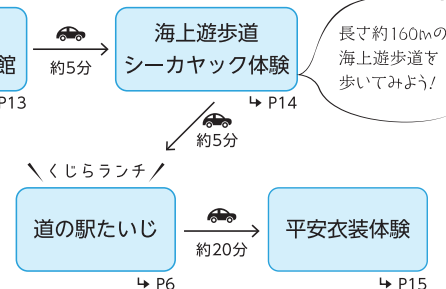 館
約5分
P13
海上遊歩道
シーカヤック体験
↳ P14
長さ約160mの
海上遊歩道を
歩いてみよう!
約5分
\くじらランチ/
道の駅たいじ
↳ P6
約20分
平安衣装体験
↳ P15